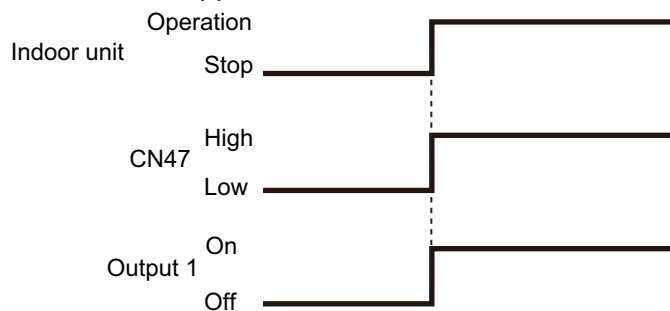 Operation
Indoor unit
Stop
High
CN47
Low
On
Output 1
Off